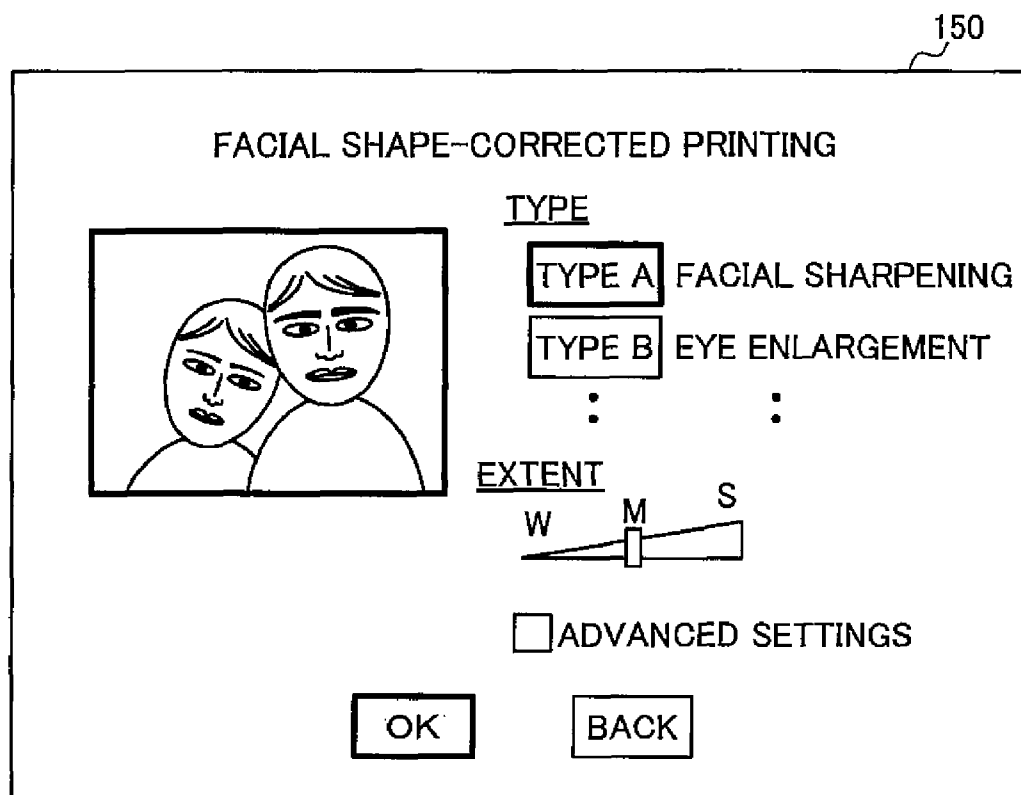 150
FACIAL SHAPE-CORRECTED PRINTING
TYPE
TYPE A FACIAL SHARPENING
TYPE B EYE ENLARGEMENT
EXTENT
W M S
ADVANCED SETTINGS
OK BACK